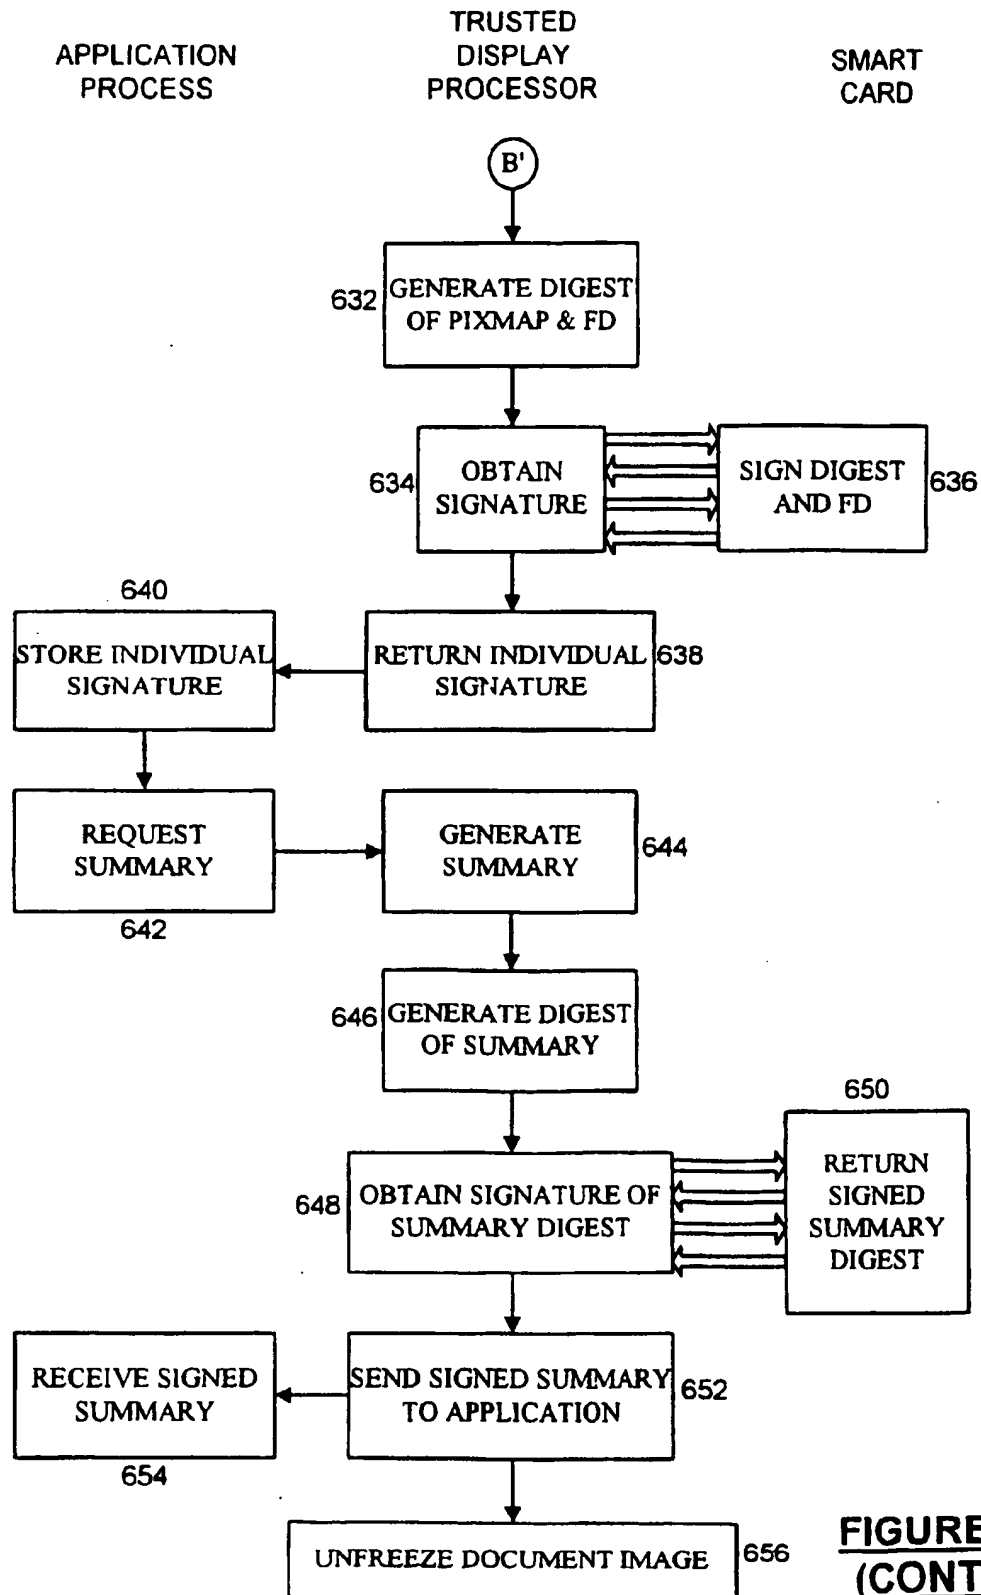 APPLICATION
PROCESS
TRUSTED
DISPLAY
PROCESSOR
SMART
CARD
B'
632
GENERATE DIGEST
OF PIXMAP & FD
634
OBTAIN
SIGNATURE
SIGN DIGEST
AND FD
636
640
STORE INDIVIDUAL
SIGNATURE
RETURN INDIVIDUAL
SIGNATURE
638
REQUEST
SUMMARY
642
GENERATE
SUMMARY
644
646
GENERATE DIGEST
OF SUMMARY
648
OBTAIN SIGNATURE OF
SUMMARY DIGEST
650
RETURN
SIGNED
SUMMARY
DIGEST
RECEIVE SIGNED
SUMMARY
654
SEND SIGNED SUMMARY
TO APPLICATION
652
UNFREEZE DOCUMENT IMAGE
656
FIGURE
(CONT